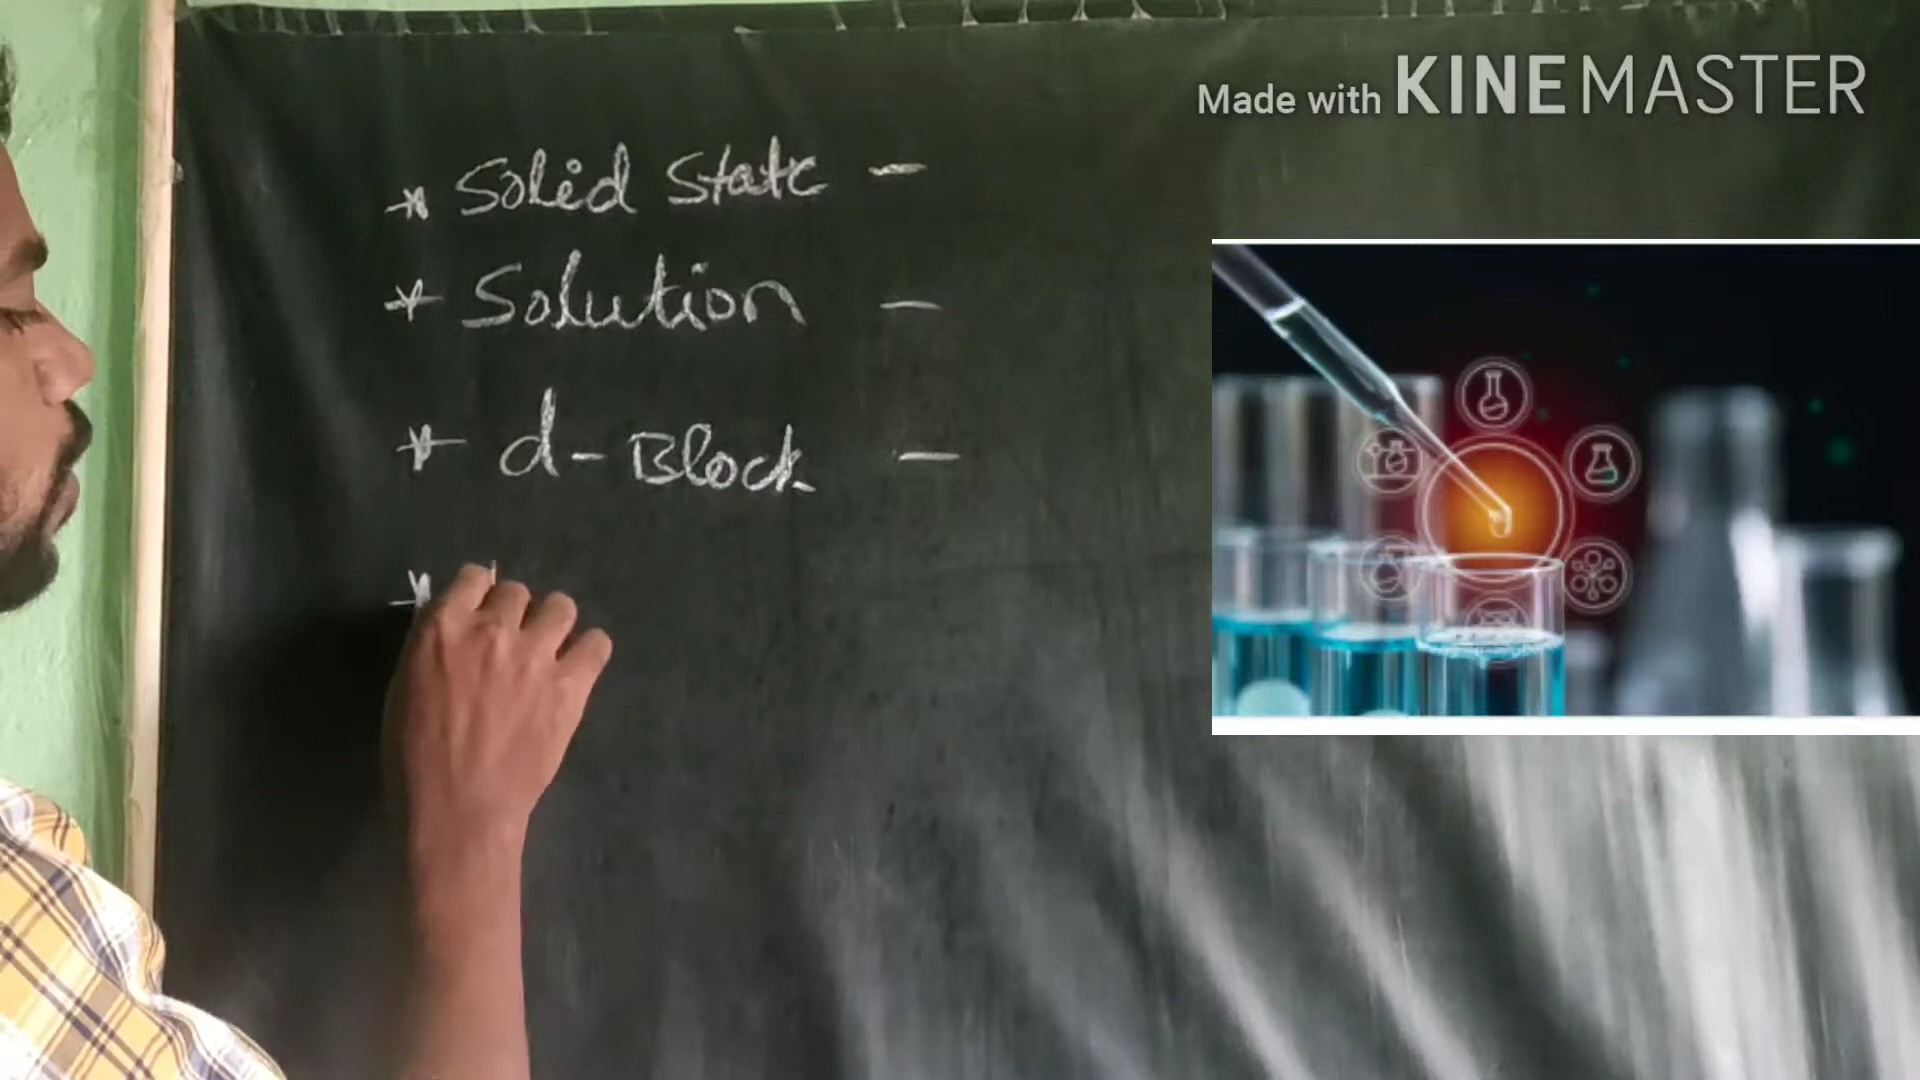 Made with KINEMASTER
* Solid State -
* Solution -
* d-Block -
*